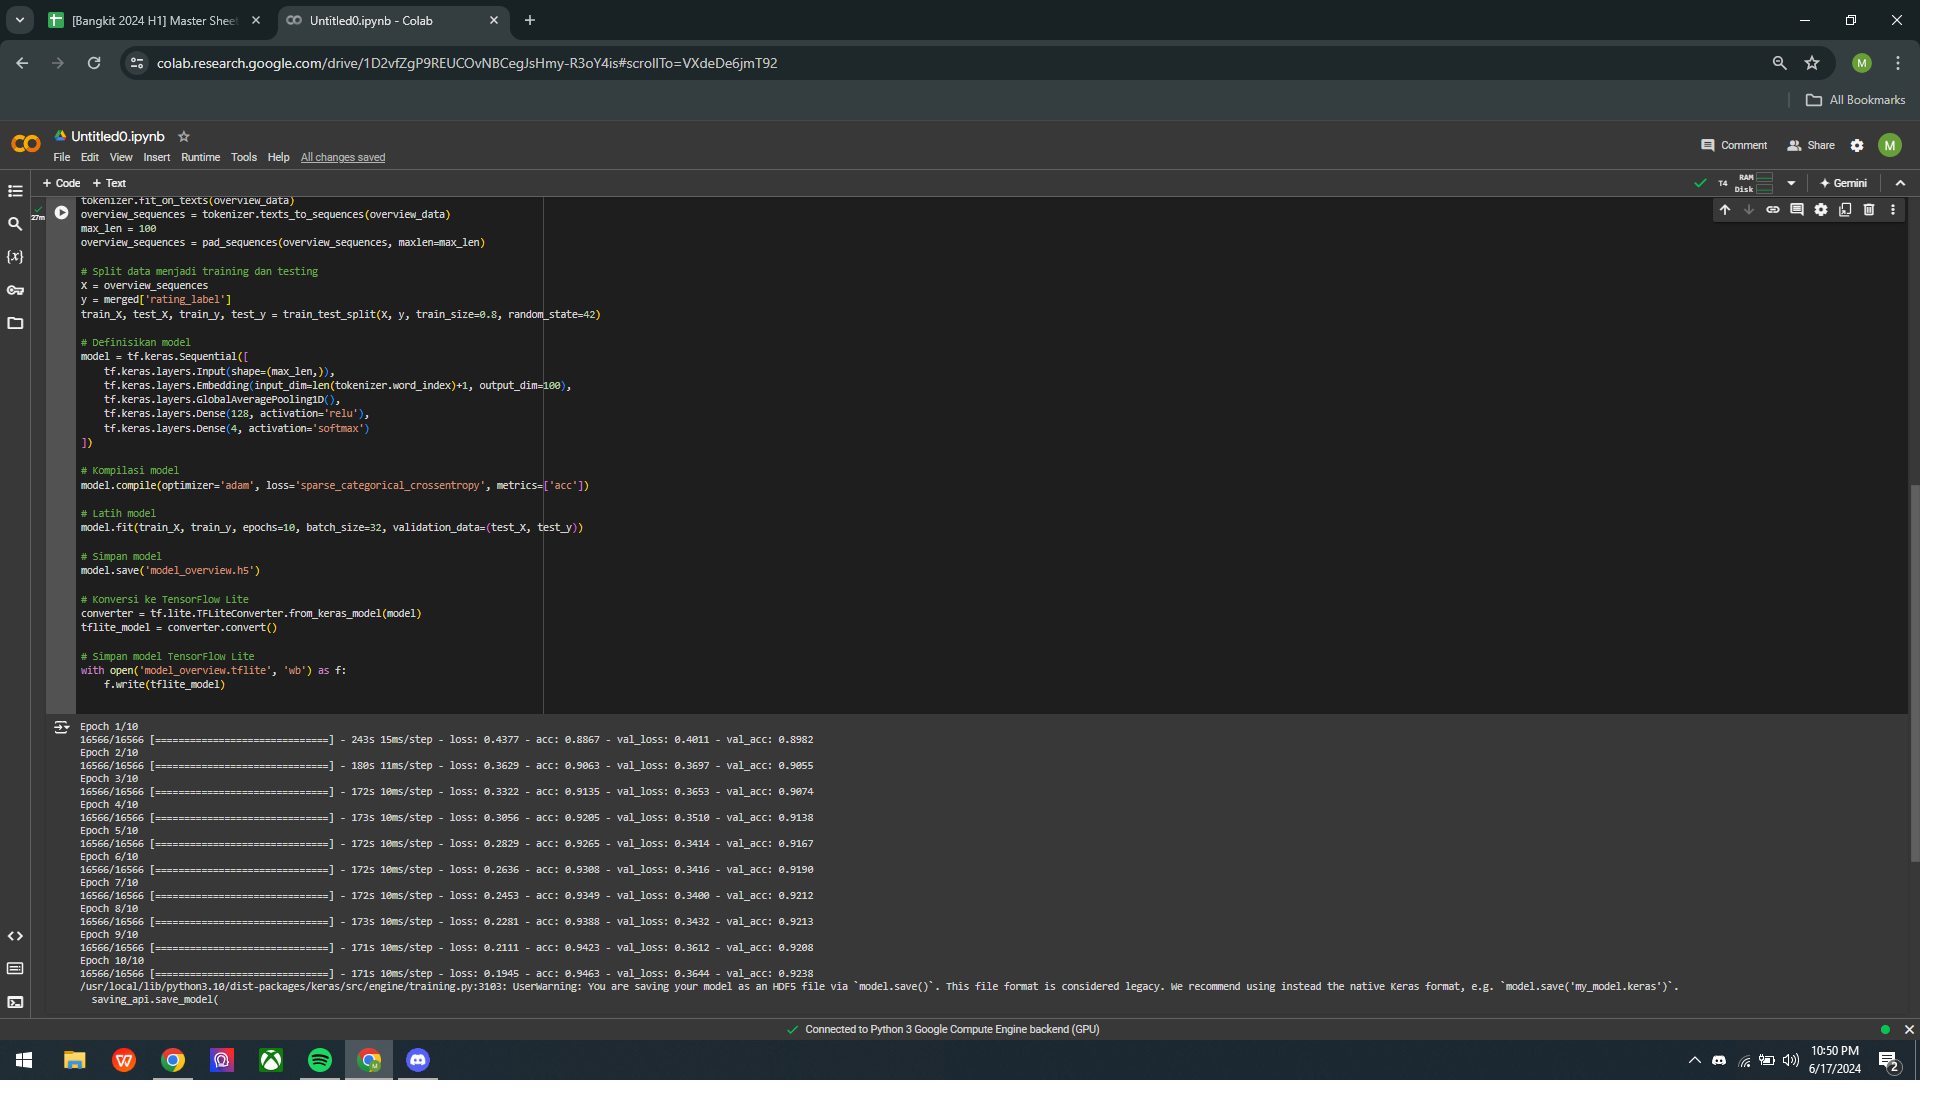 [Bangkit 2024 H1] Master Sheet
Untitled0.ipynb - Colab
colab.research.google.com/drive/1D2vfZgP9REUCOvNBCegJsHmy-R3oY4is#scrollTo=VXdeDe6jmT92
M
All Bookmarks
Untitled0.ipynb
Comment
Share
M
File Edit View Insert Runtime Tools Help All changes saved
+ Code + Text
T4
RAM
Disk
Gemini
27m
tokenizer.fit_on_texts(overview_data)
overview_sequences = tokenizer.texts_to_sequences(overview_data)
max_len = 100
overview_sequences = pad_sequences(overview_sequences, maxlen=max_len)
# Split data menjadi training dan testing
X = overview_sequences
y = merged['rating_label']
train_X, test_X, train_y, test_y = train_test_split(X, y, train_size=0.8, random_state=42)
# Definisikan model
model = tf.keras.Sequential([
    tf.keras.layers.Input(shape=(max_len,)),
    tf.keras.layers.Embedding(input_dim=len(tokenizer.word_index)+1, output_dim=100),
    tf.keras.layers.GlobalAveragePooling1D(),
    tf.keras.layers.Dense(128, activation='relu'),
    tf.keras.layers.Dense(4, activation='softmax')
])
# Kompilasi model
model.compile(optimizer='adam', loss='sparse_categorical_crossentropy', metrics=['acc'])
# Latih model
model.fit(train_X, train_y, epochs=10, batch_size=32, validation_data=(test_X, test_y))
# Simpan model
model.save('model_overview.h5')
# Konversi ke TensorFlow Lite
converter = tf.lite.TFLiteConverter.from_keras_model(model)
tflite_model = converter.convert()
# Simpan model TensorFlow Lite
with open('model_overview.tflite', 'wb') as f:
    f.write(tflite_model)
Epoch 1/10
16566/16566 [==============================] - 243s 15ms/step - loss: 0.4377 - acc: 0.8867 - val_loss: 0.4011 - val_acc: 0.8982
Epoch 2/10
16566/16566 [==============================] - 180s 11ms/step - loss: 0.3629 - acc: 0.9063 - val_loss: 0.3697 - val_acc: 0.9055
Epoch 3/10
16566/16566 [==============================] - 172s 10ms/step - loss: 0.3322 - acc: 0.9135 - val_loss: 0.3653 - val_acc: 0.9074
Epoch 4/10
16566/16566 [==============================] - 173s 10ms/step - loss: 0.3056 - acc: 0.9205 - val_loss: 0.3510 - val_acc: 0.9138
Epoch 5/10
16566/16566 [==============================] - 172s 10ms/step - loss: 0.2829 - acc: 0.9265 - val_loss: 0.3414 - val_acc: 0.9167
Epoch 6/10
16566/16566 [==============================] - 172s 10ms/step - loss: 0.2636 - acc: 0.9308 - val_loss: 0.3416 - val_acc: 0.9190
Epoch 7/10
16566/16566 [==============================] - 172s 10ms/step - loss: 0.2453 - acc: 0.9349 - val_loss: 0.3400 - val_acc: 0.9212
Epoch 8/10
16566/16566 [==============================] - 173s 10ms/step - loss: 0.2281 - acc: 0.9388 - val_loss: 0.3432 - val_acc: 0.9213
Epoch 9/10
16566/16566 [==============================] - 171s 10ms/step - loss: 0.2111 - acc: 0.9423 - val_loss: 0.3612 - val_acc: 0.9208
Epoch 10/10
16566/16566 [==============================] - 171s 10ms/step - loss: 0.1945 - acc: 0.9463 - val_loss: 0.3644 - val_acc: 0.9238
/usr/local/lib/python3.10/dist-packages/keras/src/engine/training.py:3103: UserWarning: You are saving your model as an HDF5 file via `model.save()`. This file format is considered legacy. We recommend using instead the native Keras format, e.g. `model.save('my_model.keras')`.
  saving_api.save_model(
Connected to Python 3 Google Compute Engine backend (GPU)
10:50 PM
6/17/2024
2